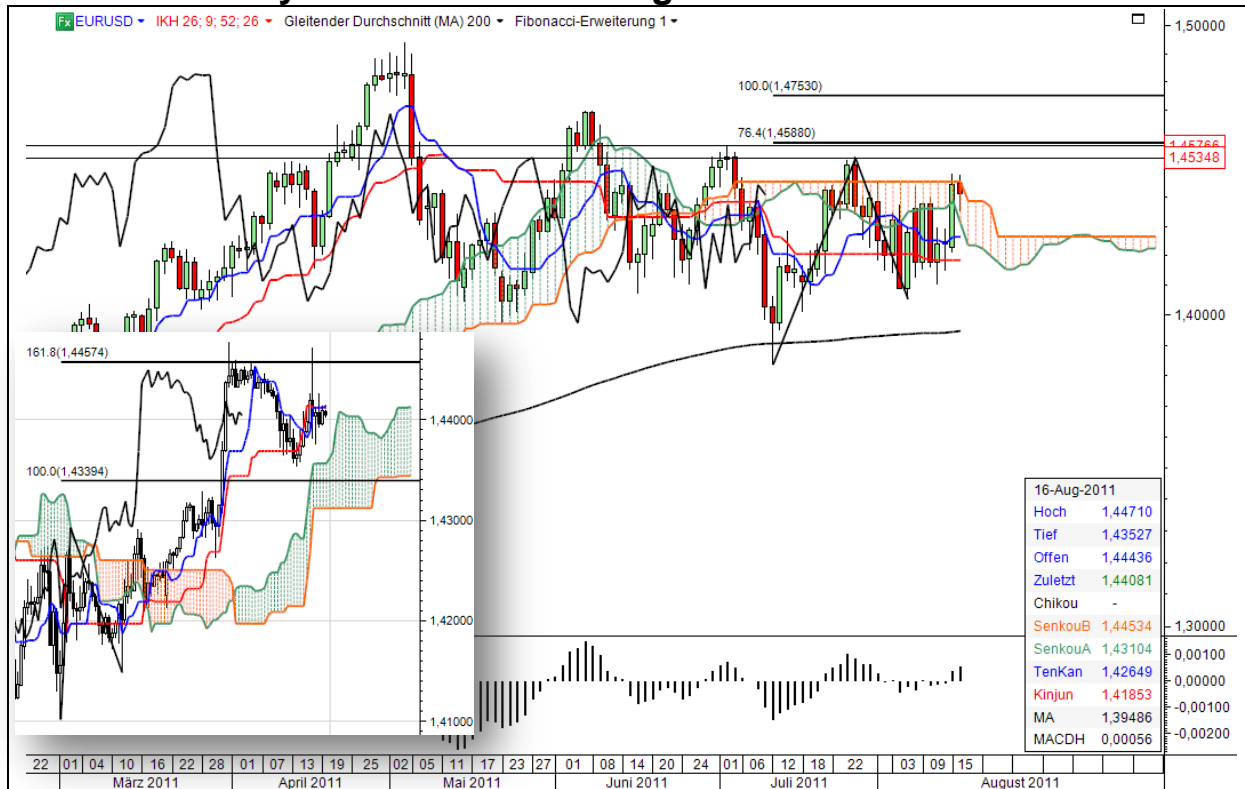 EURUSD IKH 26; 9; 52; 26 Gleitender Durchschnitt (MA) 200 Fibonacci-Erweiterung 1
1,50000
100.0(1,47530)
76.4(1,45880)
1,45766
1,45348
1,40000
161.8(1,44574)
1,44000
100.0(1,43394)
1,43000
1,42000
1,41000
16-Aug-2011
Hoch 1,44710
Tief 1,43527
Offen 1,44436
Zuletzt 1,44081
Chikou -
SenkouB 1,44534
SenkouA 1,43104
TenKan 1,42649
Kinjun 1,41853
MA 1,39486
MACDH 0,00056
1,30000
0,00100
0,00000
-0,00100
-0,00200
22 01 04 10 16 22 28 01 07 13 19 25 02 05 11 17 23 27 01 08 14 20 24 01 06 12 18 22 03 09 15
März 2011 April 2011 Mai 2011 Juni 2011 Juli 2011 August 2011